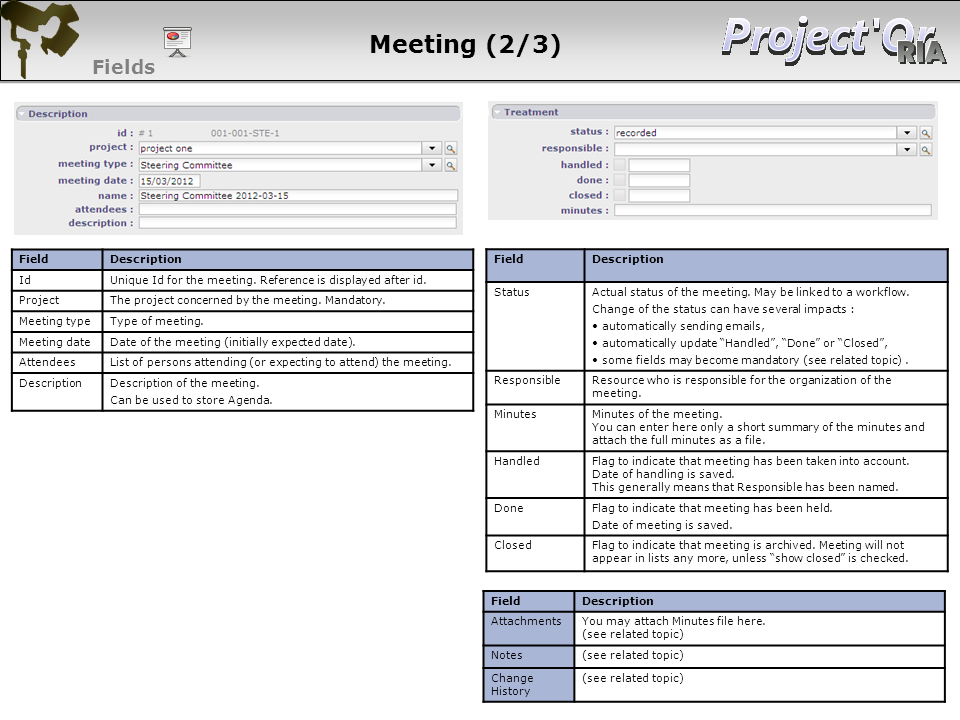 Meeting (2/3)
Fields
Project'Or
RIA
Description
id : # 1 001-001-STE-1
project : project one
meeting type : Steering Committee
meeting date : 15/03/2012
name : Steering Committee 2012-03-15
attendees :
description :
Field Description
Id Unique Id for the meeting. Reference is displayed after id.
Project The project concerned by the meeting. Mandatory.
Meeting type Type of meeting.
Meeting date Date of the meeting (initially expected date).
Attendees List of persons attending (or expecting to attend) the meeting.
Description Description of the meeting.
Can be used to store Agenda.
Treatment
status : recorded
responsible :
handled :
done :
closed :
minutes :
Field Description
Status Actual status of the meeting. May be linked to a workflow.
Change of the status can have several impacts :
• automatically sending emails,
• automatically update “Handled”, “Done” or “Closed”,
• some fields may become mandatory (see related topic) .
Responsible Resource who is responsible for the organization of the
meeting.
Minutes Minutes of the meeting.
You can enter here only a short summary of the minutes and
attach the full minutes as a file.
Handled Flag to indicate that meeting has been taken into account.
Date of handling is saved.
This generally means that Responsible has been named.
Done Flag to indicate that meeting has been held.
Date of meeting is saved.
Closed Flag to indicate that meeting is archived. Meeting will not
appear in lists any more, unless “show closed” is checked.
Field Description
Attachments You may attach Minutes file here.
(see related topic)
Notes (see related topic)
Change (see related topic)
History